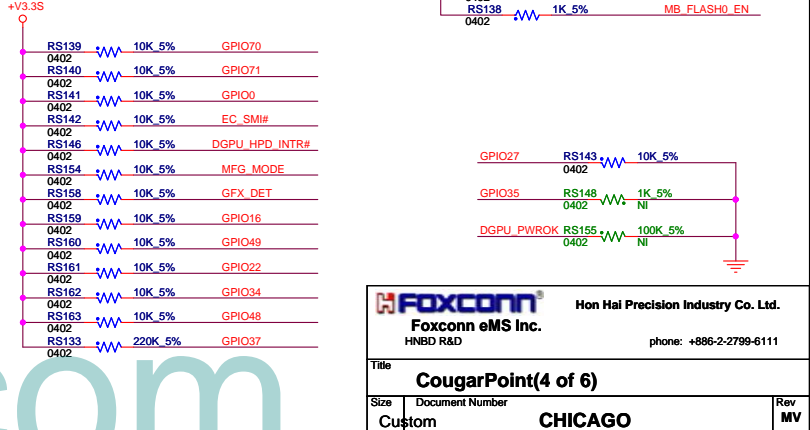 +V3.3S
RS138 1K_5% MB_FLASH0_EN
0402
RS139 10K_5% GPIO70
0402
RS140 10K_5% GPIO71
0402
RS141 10K_5% GPIO0
0402
RS142 10K_5% EC_SMI#
0402
RS146 10K_5% DGPU_HPD_INTR#
0402
RS154 10K_5% MFG_MODE
0402
RS158 10K_5% GFX_DET
0402
RS159 10K_5% GPIO16
0402
RS160 10K_5% GPIO49
0402
RS161 10K_5% GPIO22
0402
RS162 10K_5% GPIO34
0402
RS163 10K_5% GPIO48
0402
RS133 220K_5% GPIO37
0402
GPIO27 RS143 10K_5%
0402
GPIO35 RS148 1K_5%
0402 NI
DGPU_PWROK RS155 100K_5%
0402 NI
FOXCONN® Hon Hai Precision Industry Co. Ltd.
Foxconn eMS Inc.
HNBD R&D phone: +886-2-2799-6111
Title
CougarPoint(4 of 6)
Size Document Number Rev
Custom CHICAGO MV
com